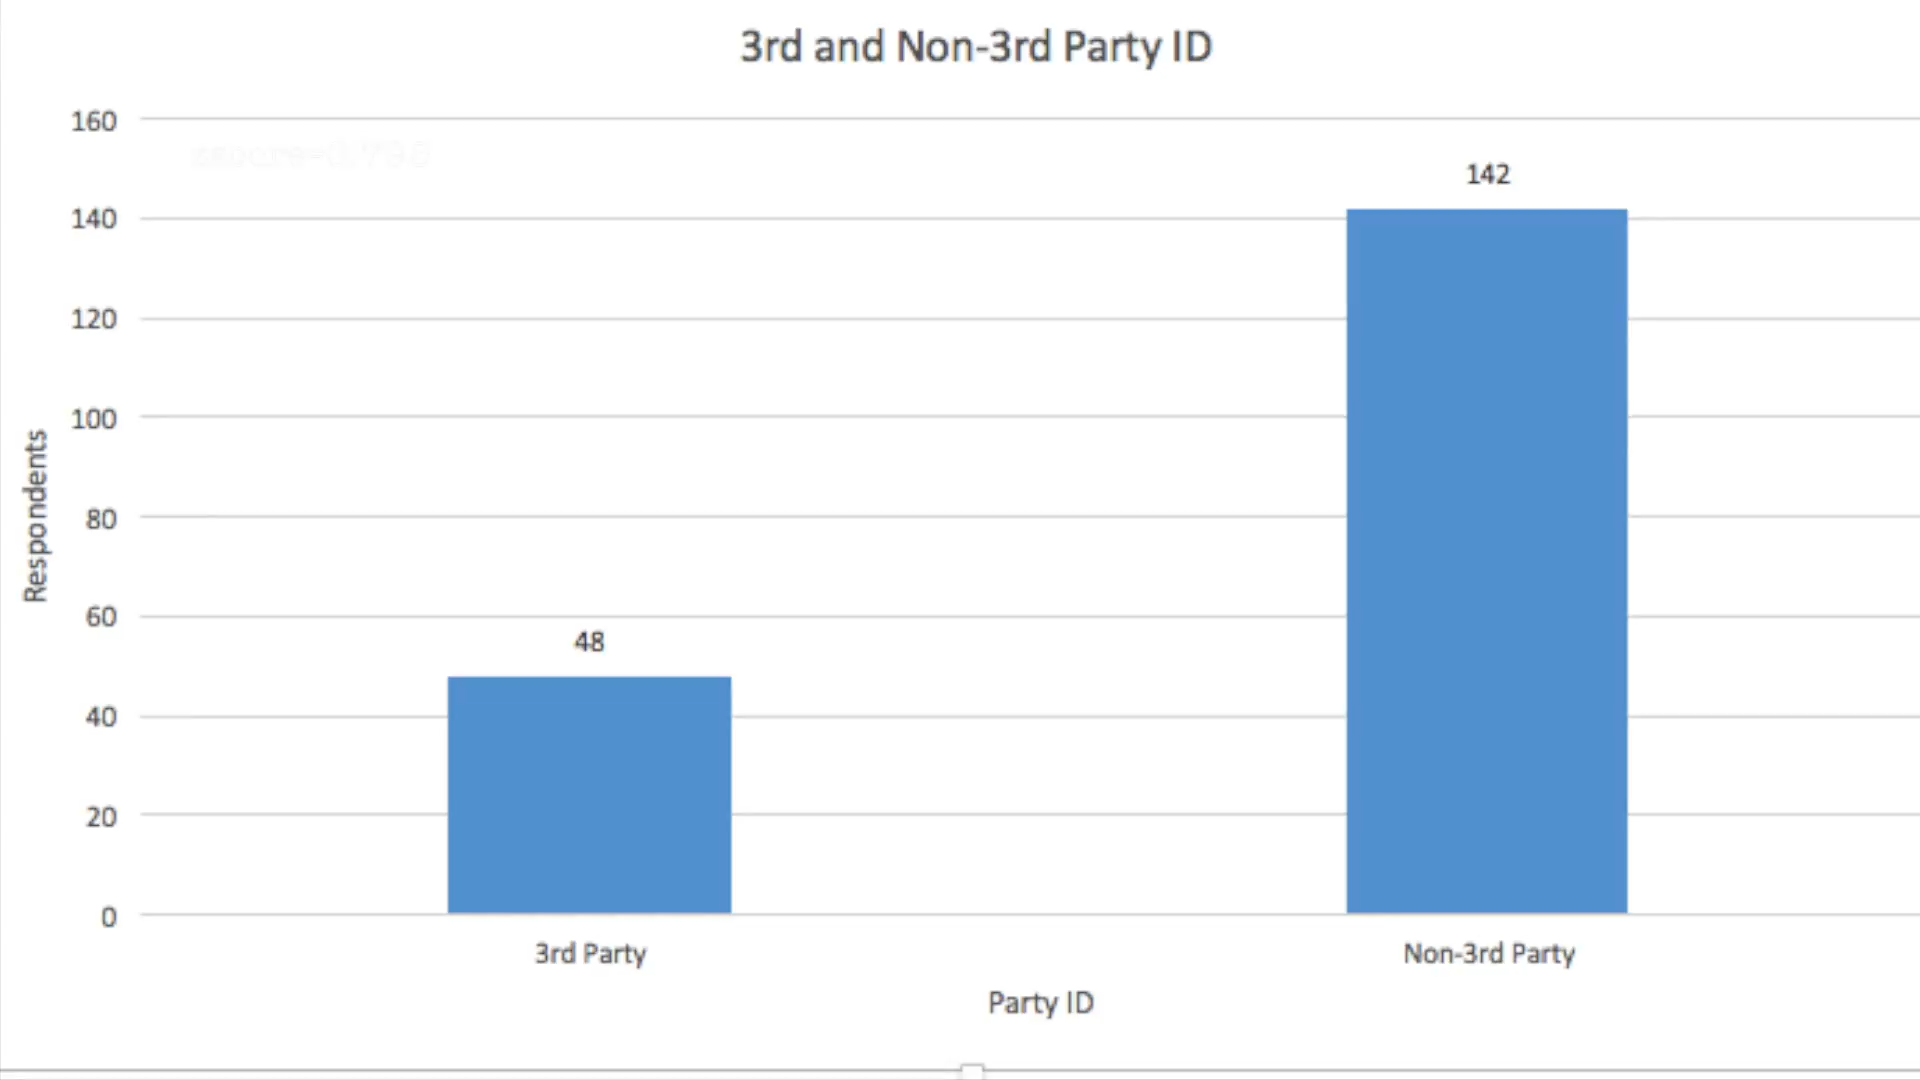 3rd and Non-3rd Party ID
160
140
120
100
80
60
40
20
0
Respondents
48
142
3rd Party
Non-3rd Party
Party ID